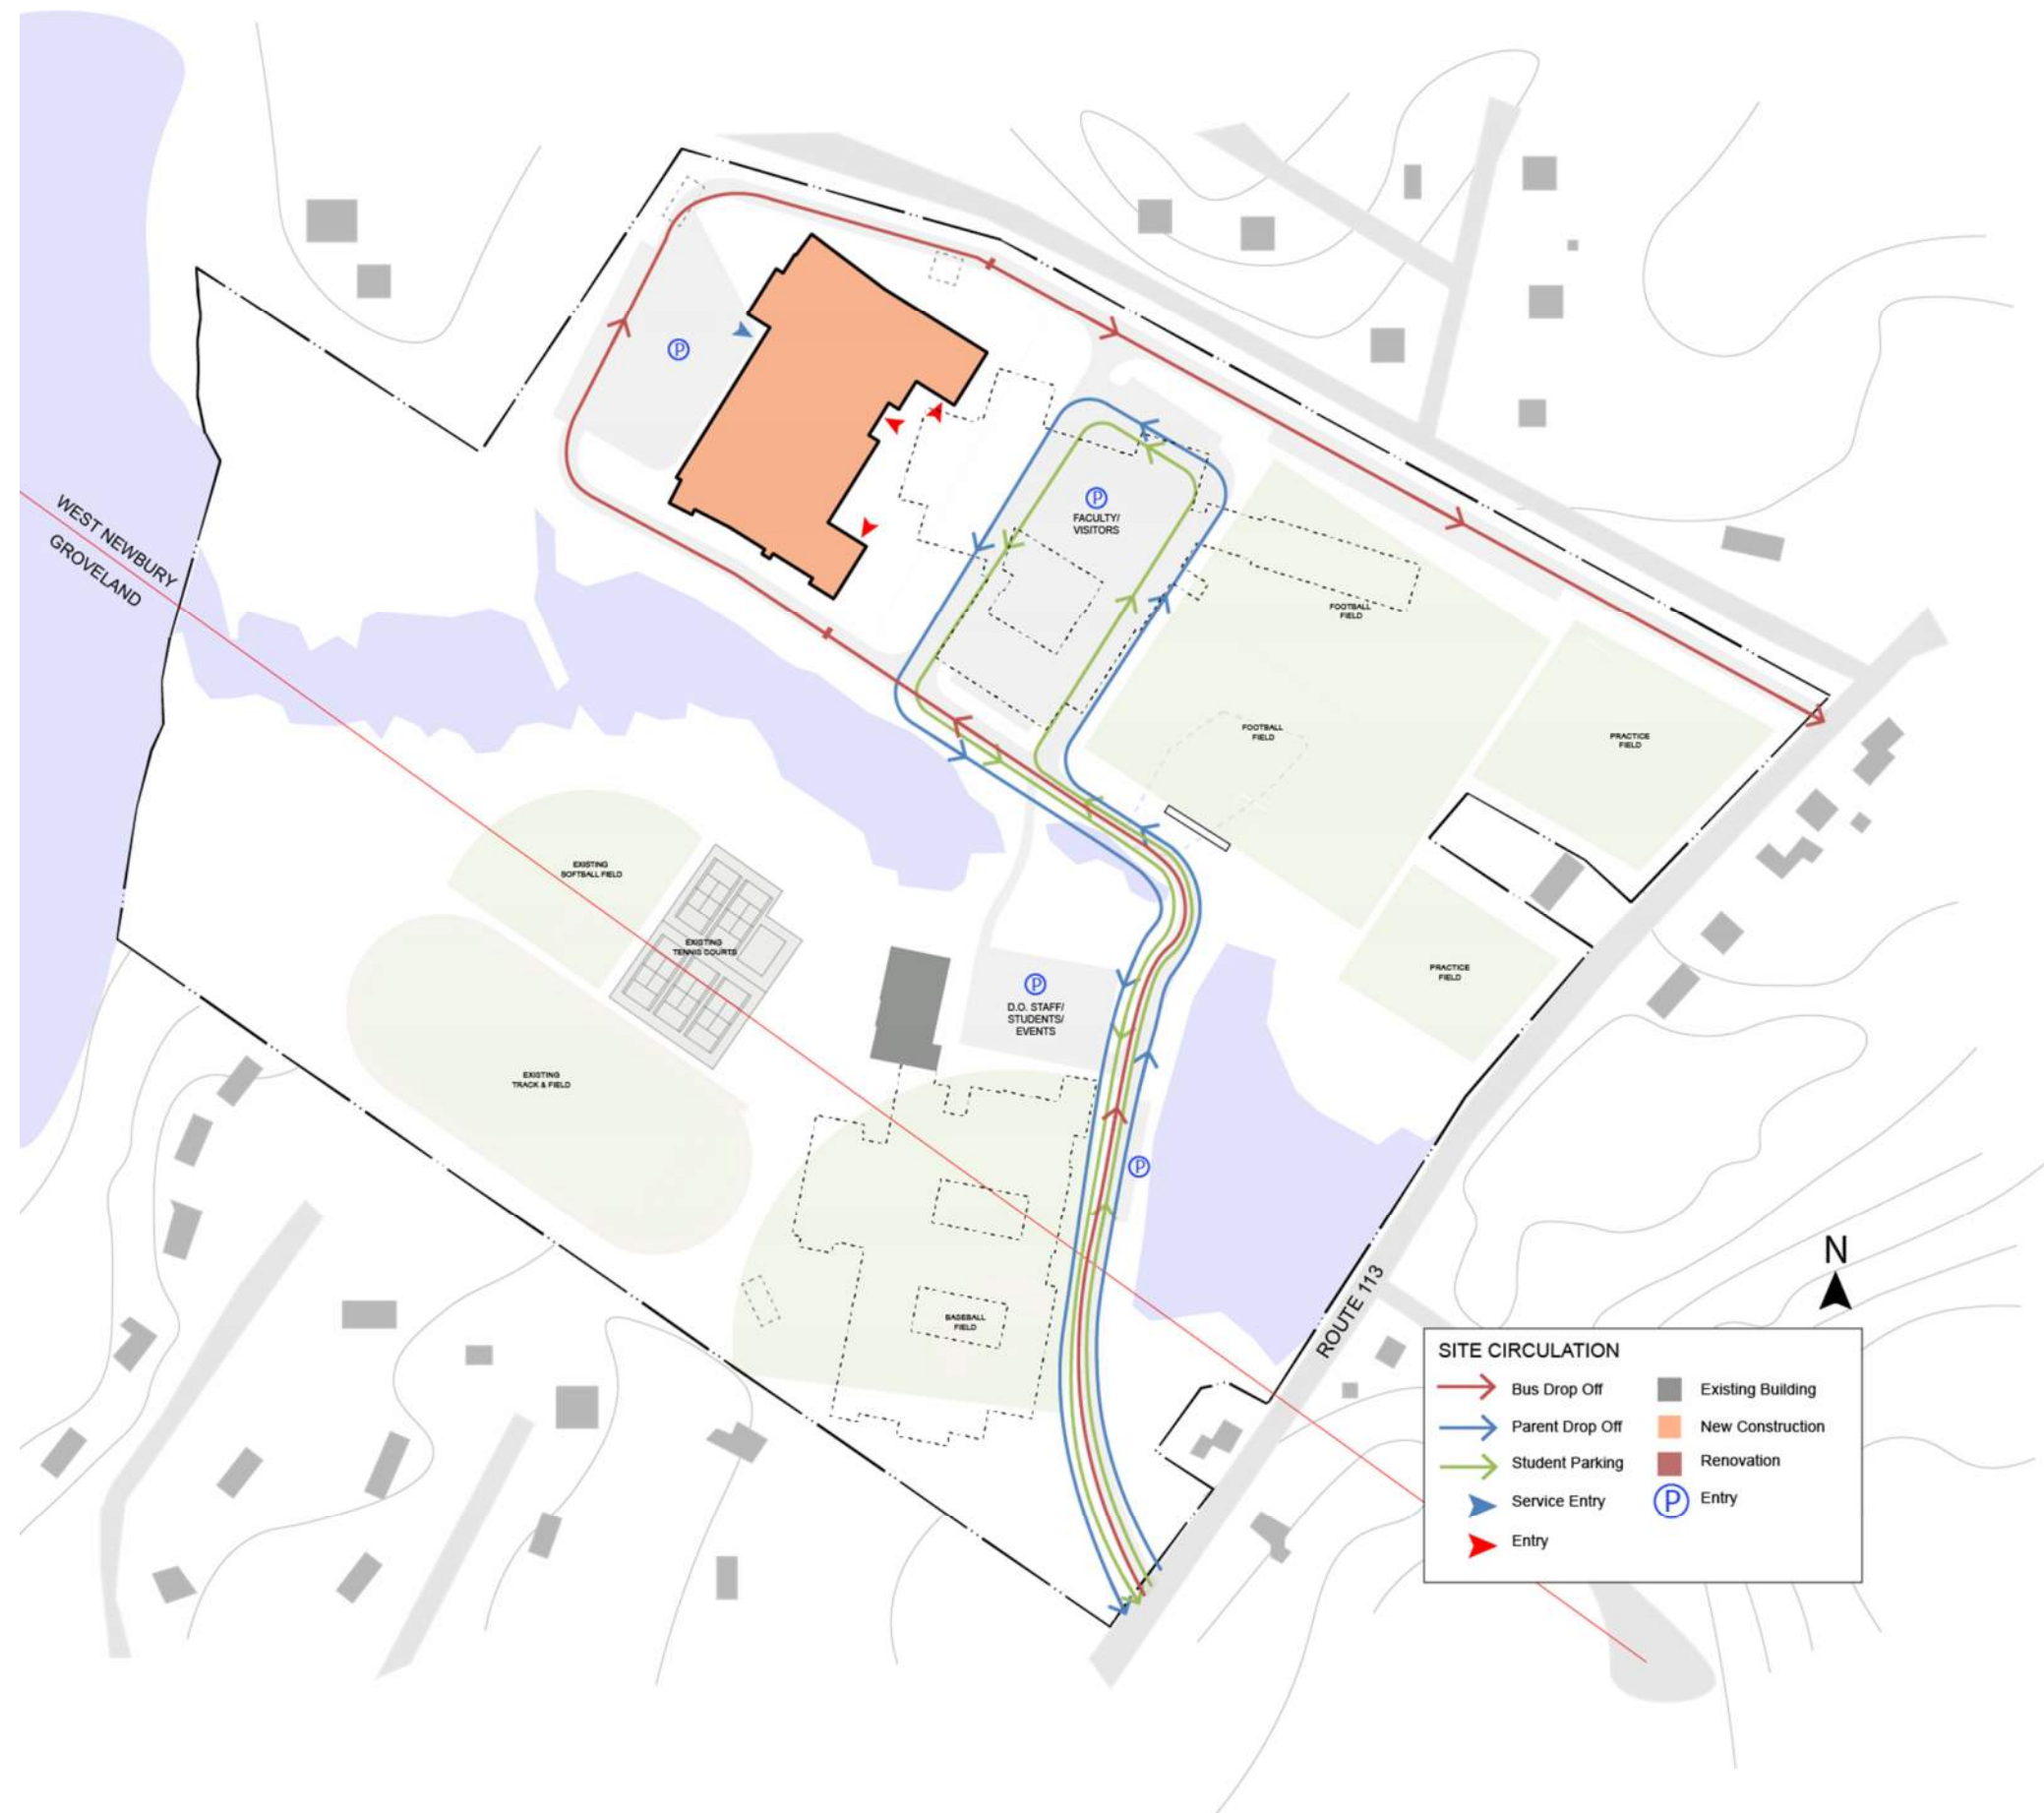 WEST NEWBURY
GROVELAND
P
P
FACULTY/
VISITORS
FOOTBALL
FIELD
FOOTBALL
FIELD
PRACTICE
FIELD
EXISTING
SOFTBALL FIELD
EXISTING
TENNIS COURTS
PRACTICE
FIELD
P
D.O. STAFF/
STUDENTS/
EVENTS
EXISTING
TRACK & FIELD
P
BASEBALL
FIELD
ROUTE 113
N
SITE CIRCULATION
Bus Drop Off
Parent Drop Off
Student Parking
Service Entry
Entry
Existing Building
New Construction
Renovation
P Entry